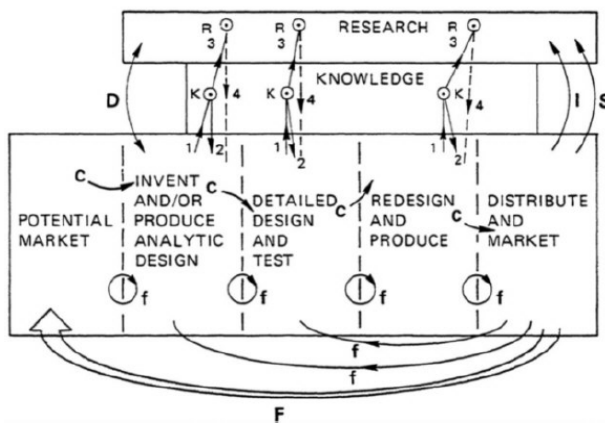 R R R
3 RESEARCH 3
3
KNOWLEDGE
D K 4 K 4 K 4 I S
1 2 1 2 1 2
C C C C
INVENT
AND/OR
PRODUCE
ANALYTIC
DESIGN
POTENTIAL
MARKET
DETAILED
DESIGN
AND
TEST
REDESIGN
AND
PRODUCE
DISTRIBUTE
AND
MARKET
f f f f
f
f
F